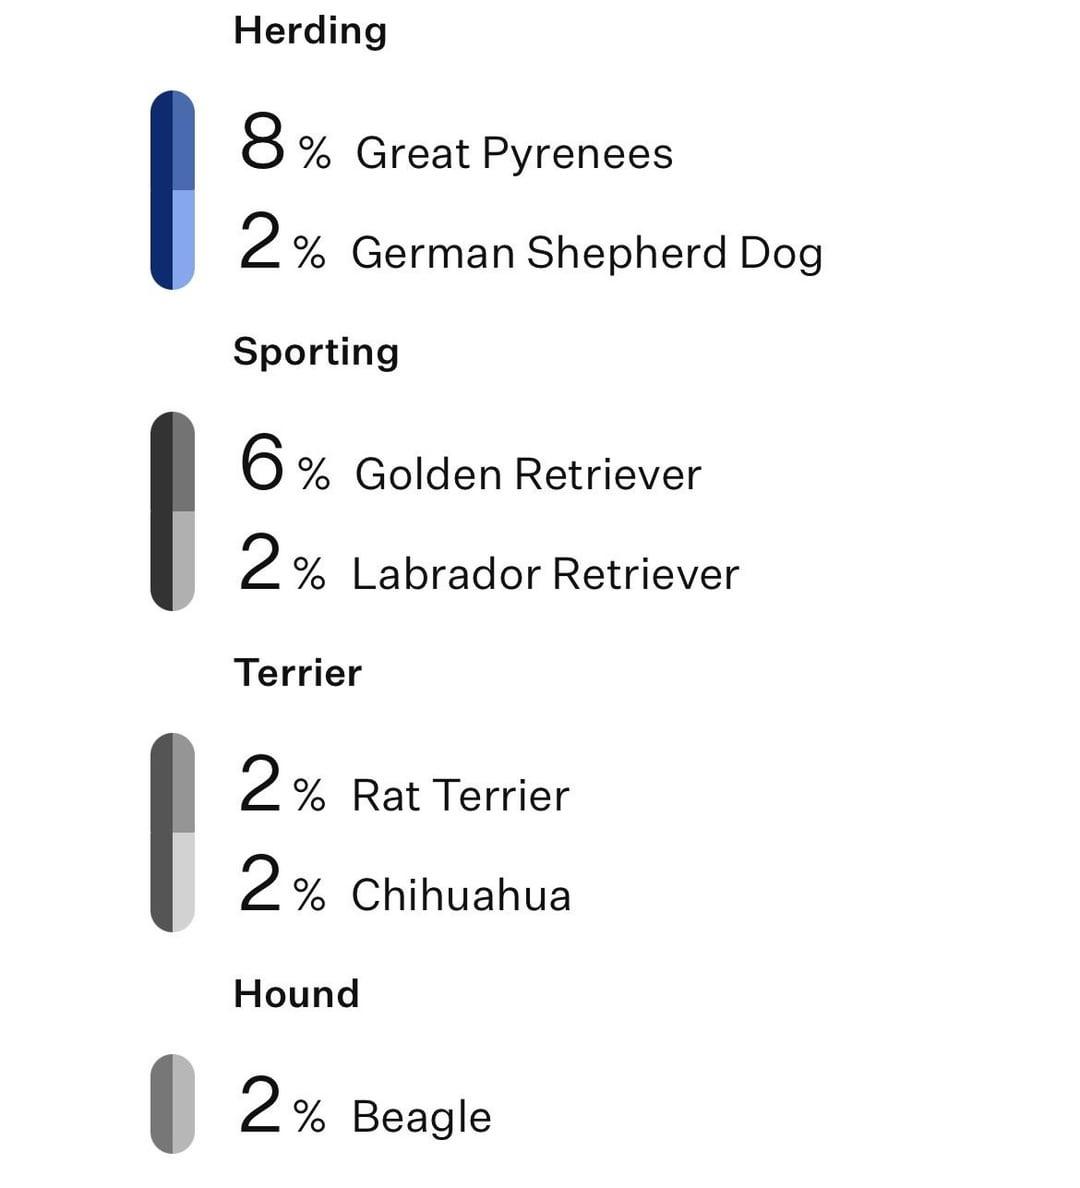 Herding
8 % Great Pyrenees
2 % German Shepherd Dog
Sporting
6 % Golden Retriever
2 % Labrador Retriever
Terrier
2 % Rat Terrier
2 % Chihuahua
Hound
2 % Beagle